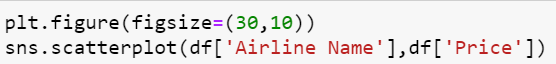 plt.figure(figsize=(30,10))
sns.scatterplot(df['Airline Name'],df['Price'])